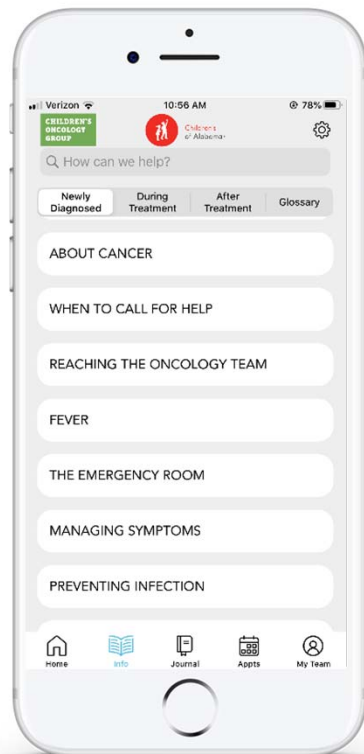 Verizon 10:56 AM 78%
CHILDREN'S
ONCOLOGY
GROUP
Children's
of Alabama
How can we help?
Newly
Diagnosed
During
Treatment
After
Treatment
Glossary
ABOUT CANCER
WHEN TO CALL FOR HELP
REACHING THE ONCOLOGY TEAM
FEVER
THE EMERGENCY ROOM
MANAGING SYMPTOMS
PREVENTING INFECTION
Home Info Journal Appts My Team